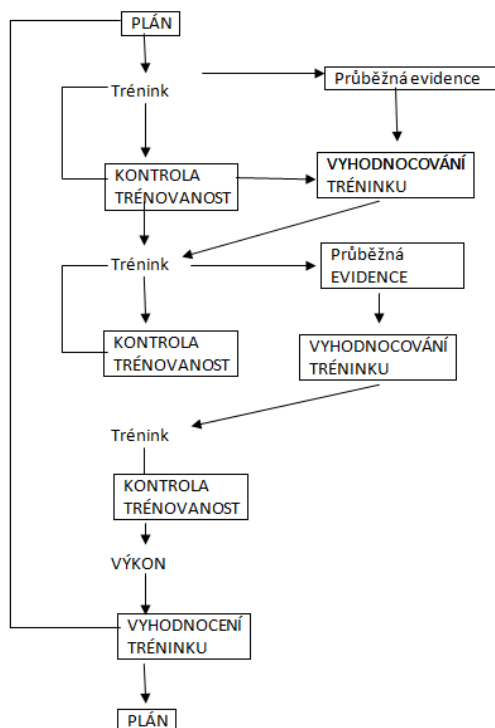 PLÁN
Trénink
Průběžná evidence
KONTROLA
TRÉNOVANOST
VYHODNOCOVÁNÍ
TRÉNINKU
Trénink
Průběžná
EVIDENCE
KONTROLA
TRÉNOVANOST
VYHODNOCOVÁNÍ
TRÉNINKU
Trénink
KONTROLA
TRÉNOVANOST
VÝKON
VYHODNOCENÍ
TRÉNINKU
PLÁN